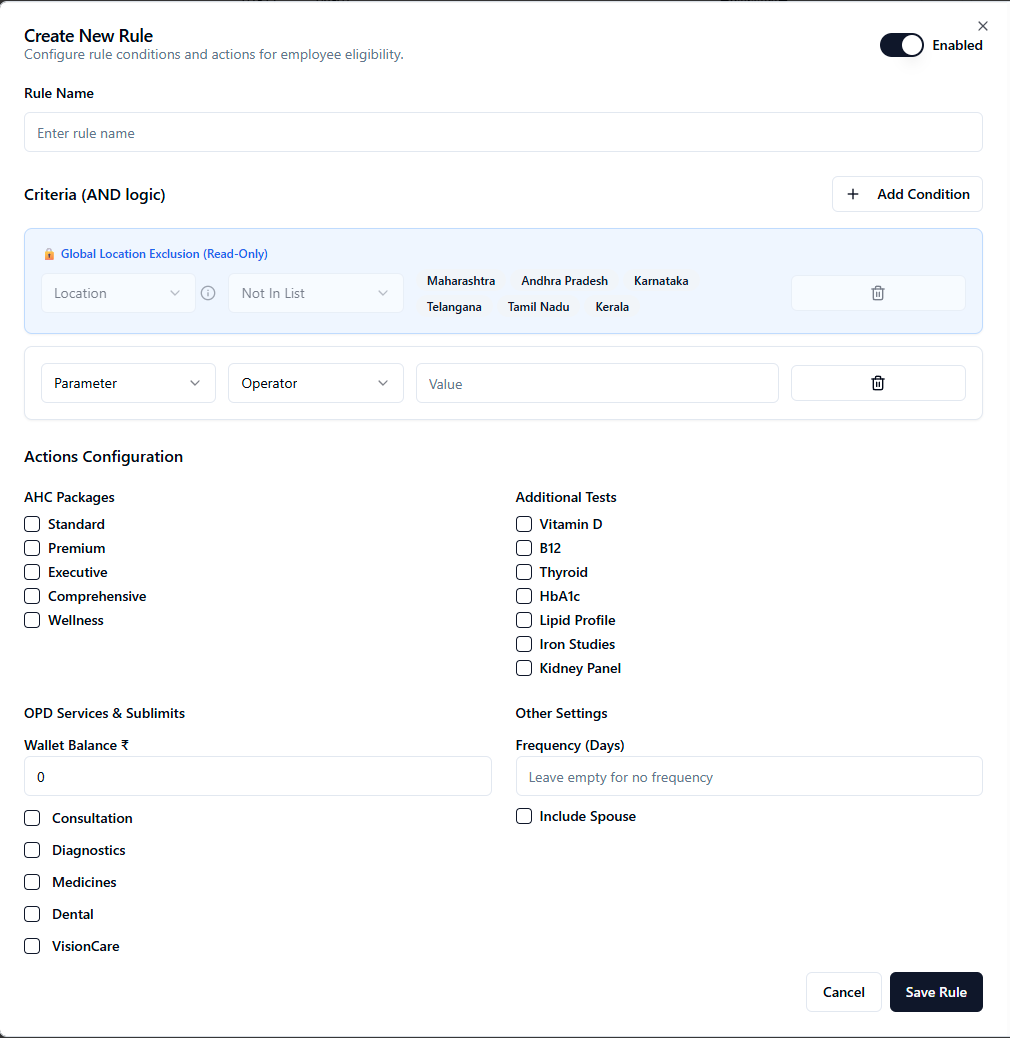 Create New Rule
Configure rule conditions and actions for employee eligibility.
Enabled
Rule Name
Enter rule name
Criteria (AND logic)
Add Condition
Global Location Exclusion (Read-Only)
Location
Not In List
Maharashtra Andhra Pradesh Karnataka
Telangana Tamil Nadu Kerala
Parameter
Operator
Value
Actions Configuration
AHC Packages
Standard
Premium
Executive
Comprehensive
Wellness
Additional Tests
Vitamin D
B12
Thyroid
HbA1c
Lipid Profile
Iron Studies
Kidney Panel
OPD Services & Sublimits
Wallet Balance ₹
0
Consultation
Diagnostics
Medicines
Dental
VisionCare
Other Settings
Frequency (Days)
Leave empty for no frequency
Include Spouse
Cancel
Save Rule